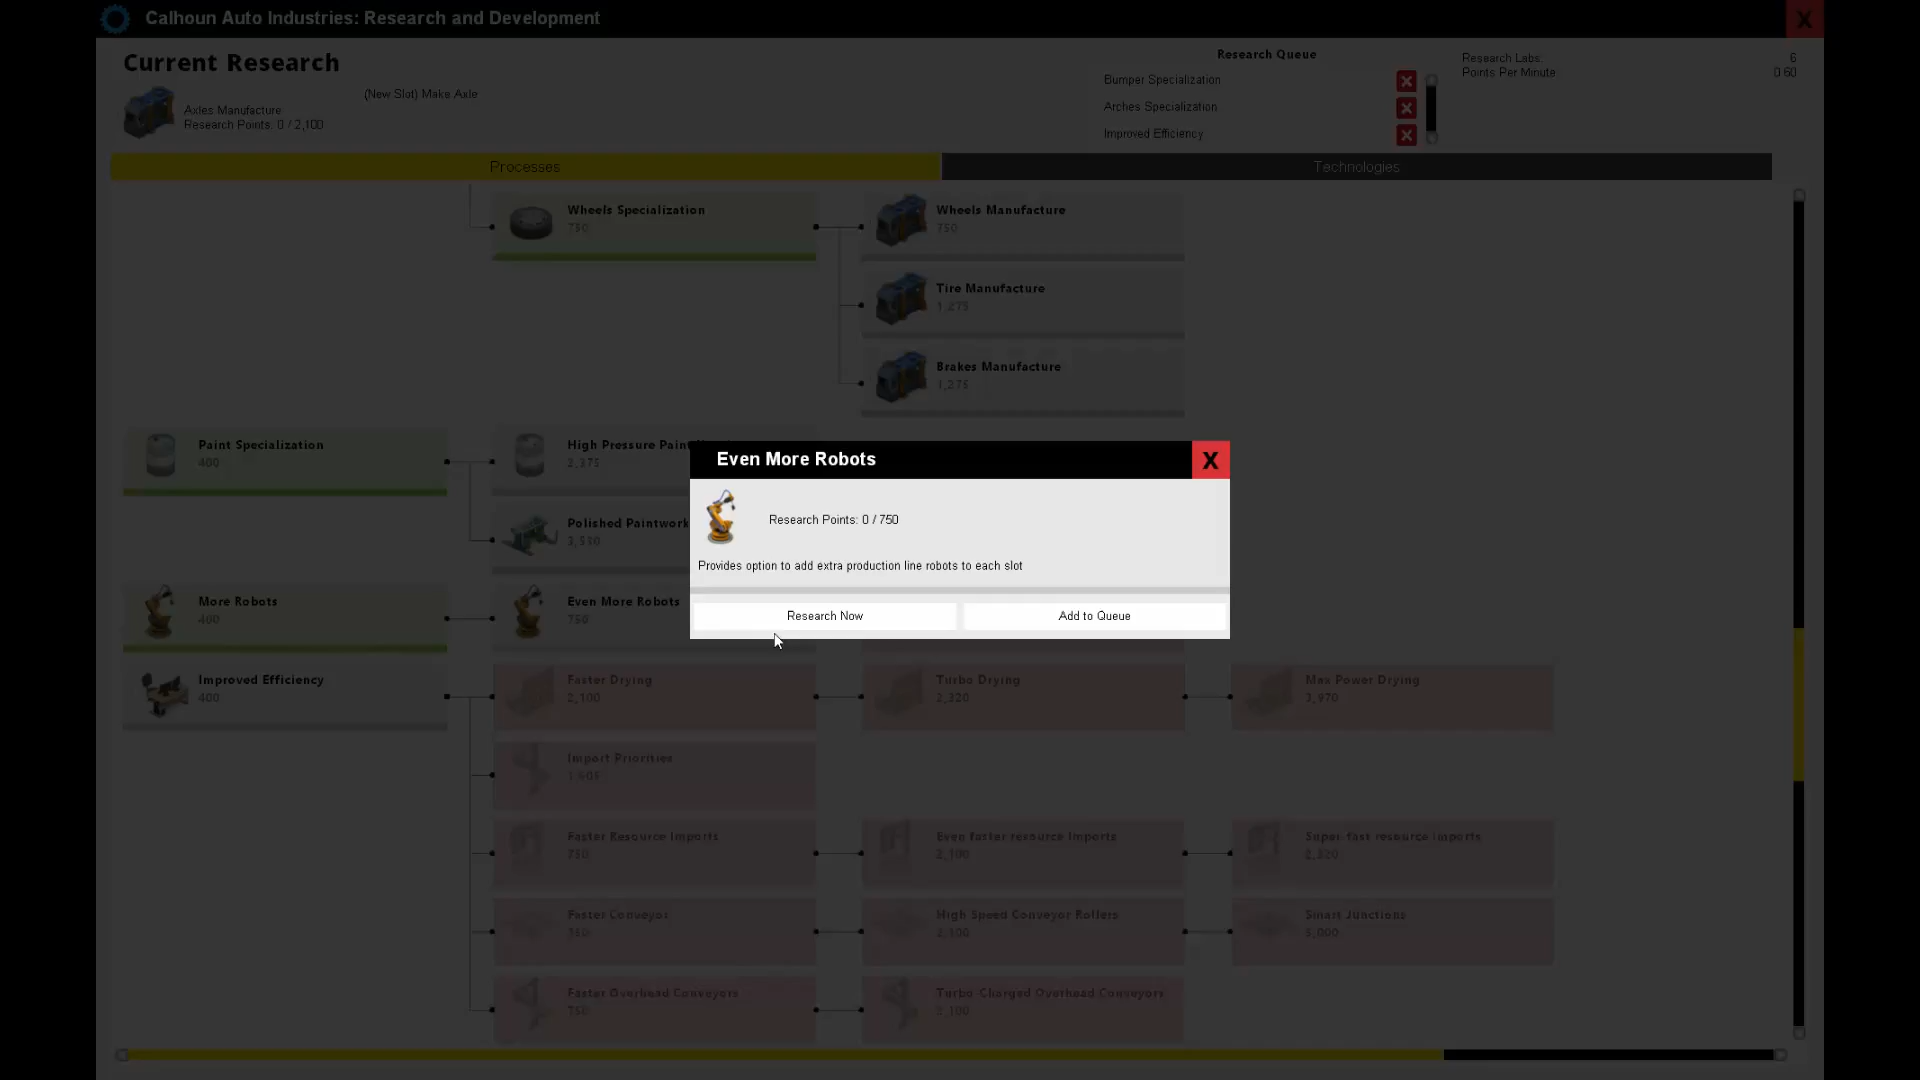 Calhoun Auto Industries: Research and Development
X
Current Research
(New Slot) Make Axle
Axles Manufacture
Research Points: 0 / 2,100
Research Queue
Bumper Specialization
Arches Specialization
Improved Efficiency
Research Labs: 6
Points Per Minute 0.60
Processes
Technologies
Wheels Specialization
750
Wheels Manufacture
750
Tire Manufacture
1,275
Brakes Manufacture
1,275
Paint Specialization
400
High Pressure Paint
2,375
Polished Paintwork
More Robots
400
Even More Robots
750
Even More Robots
X
Research Points: 0 / 750
Provides option to add extra production line robots to each slot
Research Now
Add to Queue
Improved Efficiency
400
Faster Drying
2,100
Turbo Drying
2,320
Max Power Drying
3,970
Import Priorities
Faster Resource Imports
750
Even faster resource Imports
2,100
Super-fast resource imports
2,320
Faster Conveyor
High Speed Conveyor Rollers
2,100
Smart Junctions
5,000
Faster Overhead Conveyors
750
Turbo-Charged Overhead Conveyors
2,100